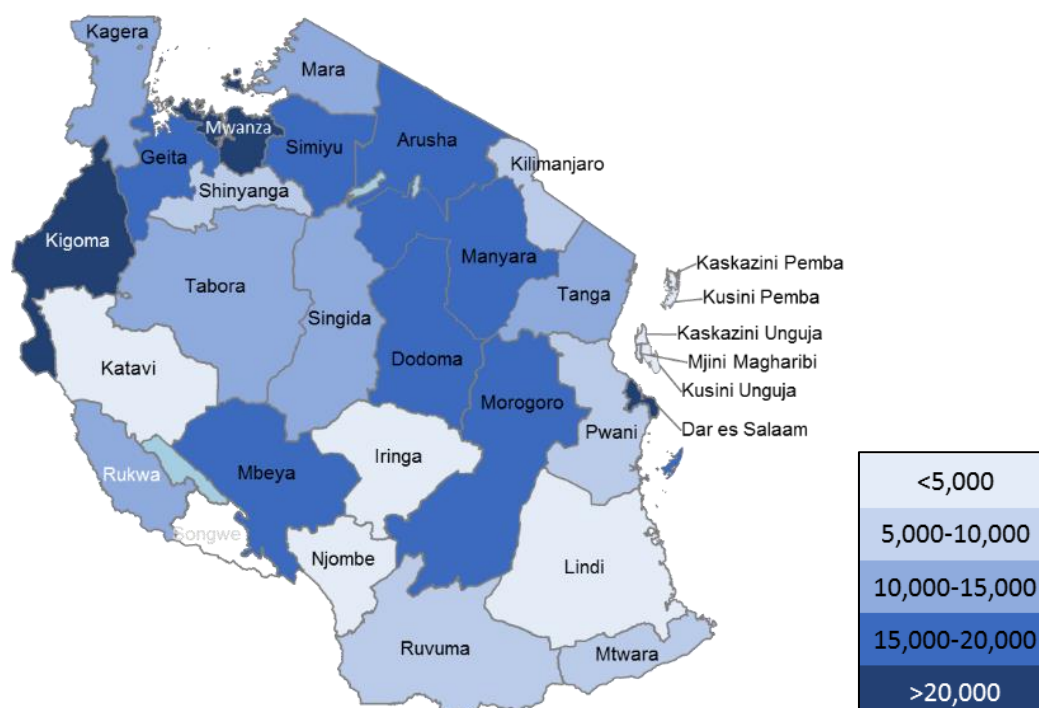 Kagera
Mara
Mwanza
Arusha
Geita
Simiyu
Kilimanjaro
Shinyanga
Kigoma
Manyara
Kaskazini Pemba
Tabora
Tanga
Kusini Pemba
Singida
Kaskazini Unguja
Dodoma
Mjini Magharibi
Katavi
Kusini Unguja
Morogoro
Dar es Salaam
Pwani
Iringa
Rukwa
Mbeya
<5,000
Songwe
5,000-10,000
Njombe
Lindi
10,000-15,000
15,000-20,000
Ruvuma
Mtwara
>20,000